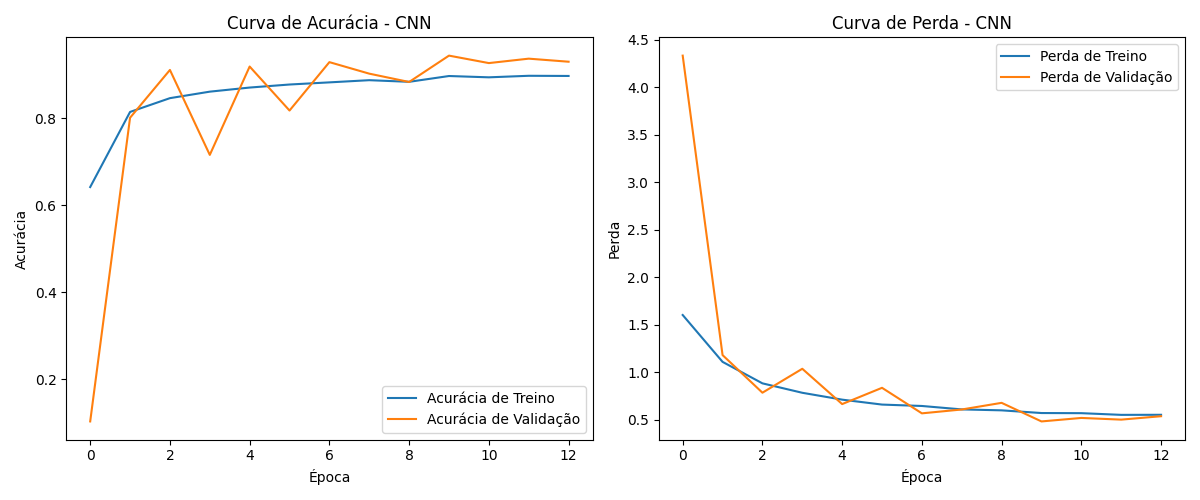 Curva de Acurácia - CNN
Acurácia
0.8
0.6
0.4
0.2
0 2 4 6 8 10 12
Época
Acurácia de Treino
Acurácia de Validação
Curva de Perda - CNN
Perda
4.5
4.0
3.5
3.0
2.5
2.0
1.5
1.0
0.5
0 2 4 6 8 10 12
Época
Perda de Treino
Perda de Validação